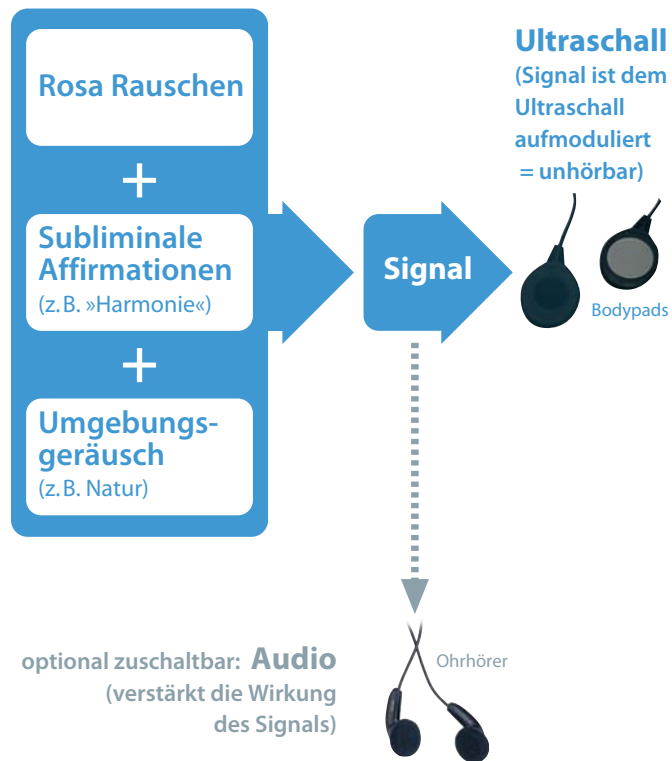 Rosa Rauschen
+
Subliminale
Affirmationen
(z.B. »Harmonie«)
+
Umgebungs-
geräusch
(z.B. Natur)
Signal
Ultraschall
(Signal ist dem
Ultraschall
aufmoduliert
= unhörbar)
Bodypads
optional zuschaltbar: Audio
(verstärkt die Wirkung
des Signals)
Ohrhörer